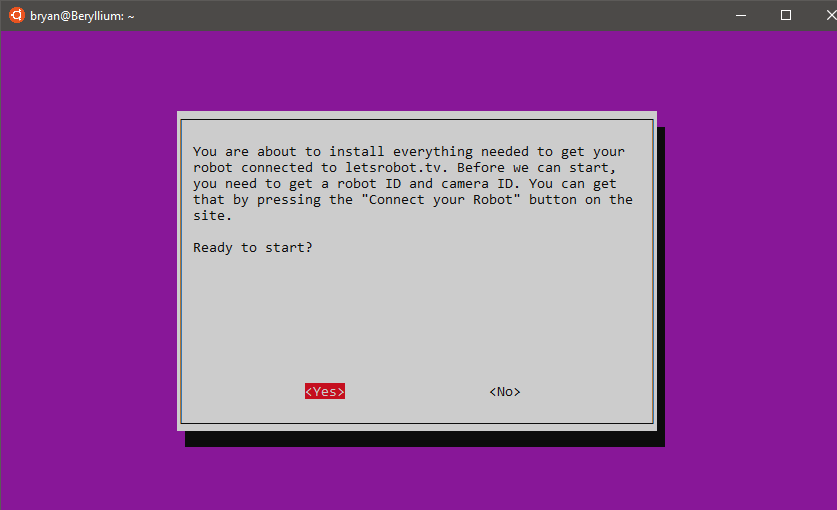 bryan@Beryllium: ~
You are about to install everything needed to get your
robot connected to letsrobot.tv. Before we can start,
you need to get a robot ID and camera ID. You can get
that by pressing the "Connect your Robot" button on the
site.
Ready to start?
<Yes> <No>